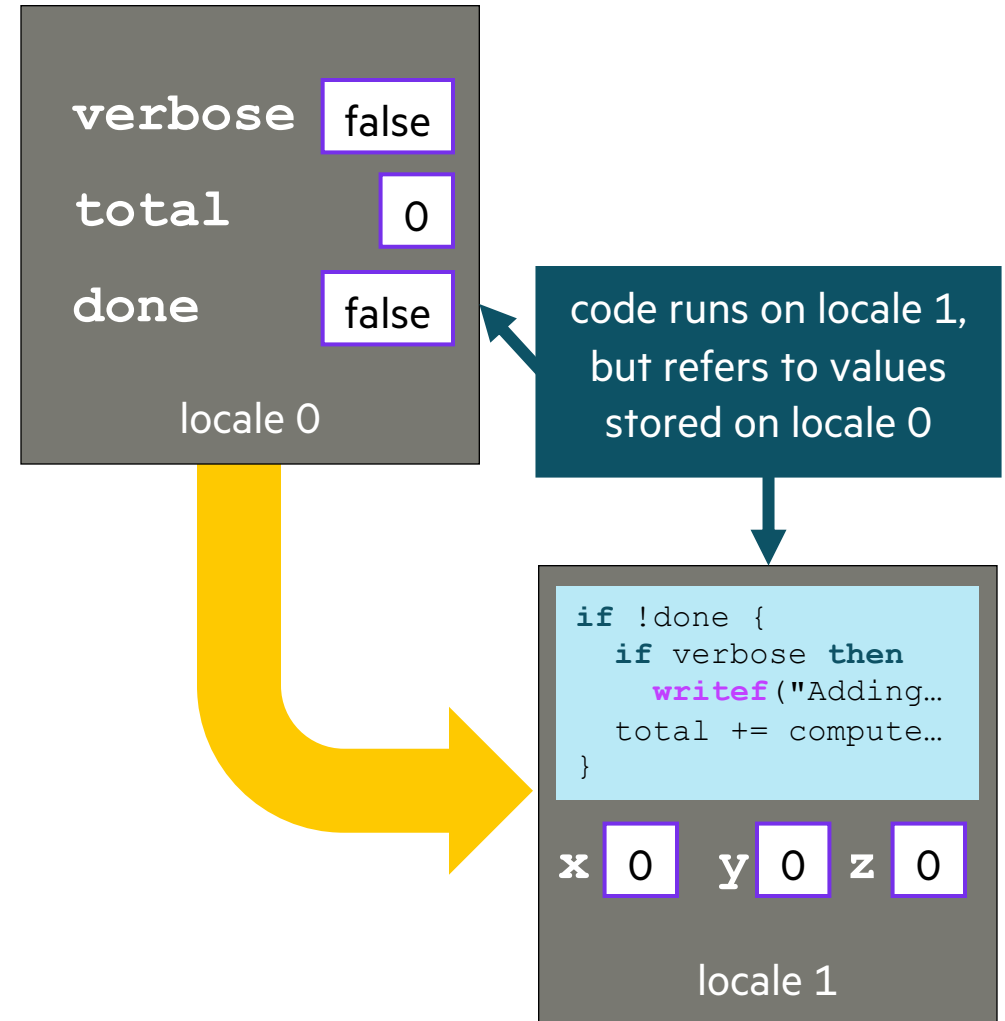 verbose false
total 0
done false
locale 0
code runs on locale 1,
but refers to values
stored on locale 0
if !done {
if verbose then
writef("Adding…
total += compute…
}
x 0 y 0 z 0
locale 1